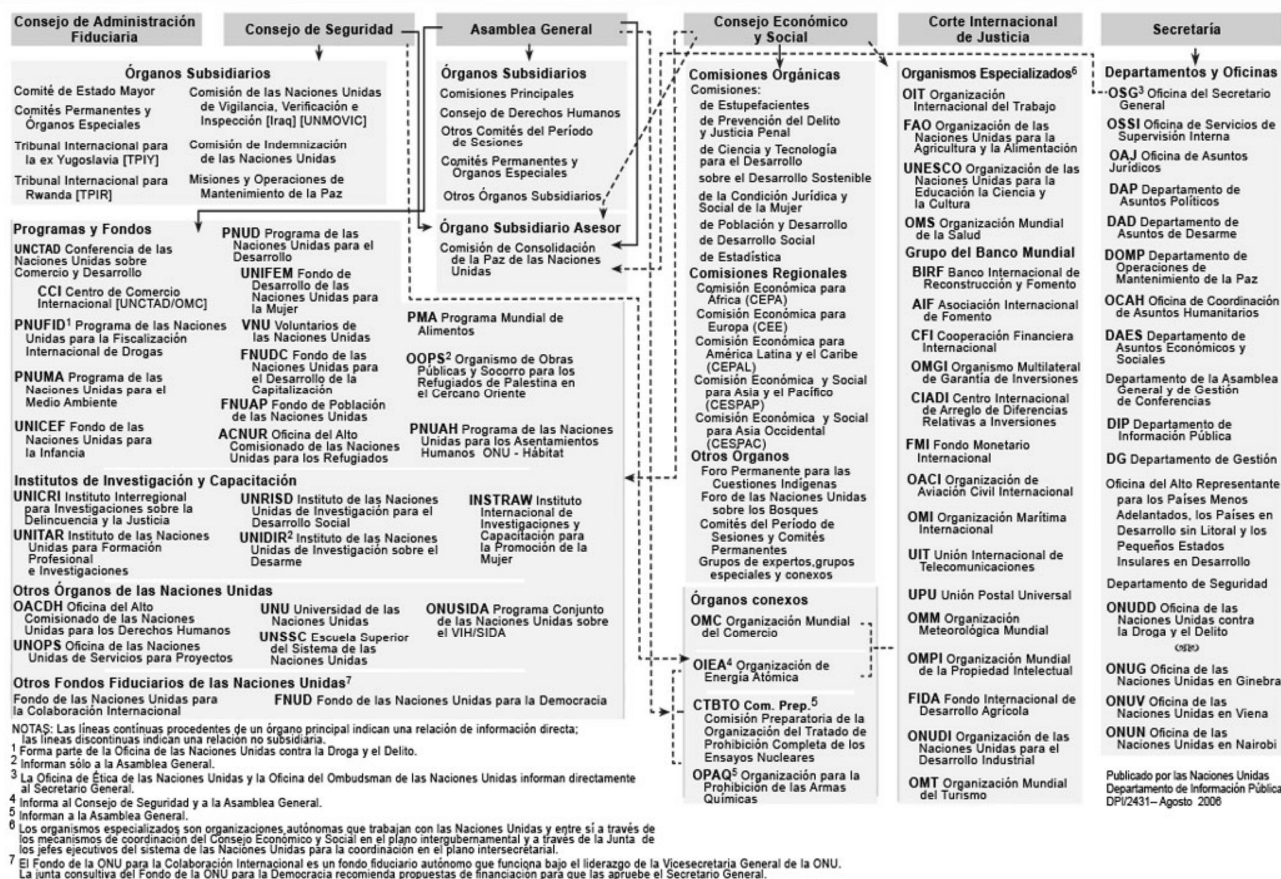 Consejo de Administración
Fiduciaria
Consejo de Seguridad
Asamblea General
Consejo Económico
y Social
Corte Internacional
de Justicia
Secretaría
Órganos Subsidiarios
Comité de Estado Mayor
Comités Permanentes y
Órganos Especiales
Tribunal Internacional para
la ex Yugoslavia [TPIY]
Tribunal Internacional para
Rwanda [TPIR]
Comisión de las Naciones Unidas
de Vigilancia, Verificación e
Inspección [Iraq] [UNMOVIC]
Comisión de Indemnización
de las Naciones Unidas
Misiones y Operaciones de
Mantenimiento de la Paz
Órganos Subsidiarios
Comisiones Principales
Consejo de Derechos Humanos
Otros Comités del Período
de Sesiones
Comités Permanentes y
Órganos Especiales
Otros Órganos Subsidiarios
Órgano Subsidiario Asesor
Comisión de Consolidación
de la Paz de las Naciones
Unidas
Programas y Fondos
UNCTAD Conferencia de las
Naciones Unidas sobre
Comercio y Desarrollo
CCI Centro de Comercio
Internacional [UNCTAD/OMC]
PNUFID¹ Programa de las Naciones
Unidas para la Fiscalización
Internacional de Drogas
PNUMA Programa de las
Naciones Unidas para el
Medio Ambiente
UNICEF Fondo de las
Naciones Unidas para
la Infancia
PNUD Programa de las
Naciones Unidas para el
Desarrollo
UNIFEM Fondo de
Desarrollo de las
Naciones Unidas para
la Mujer
VNU Voluntarios de
las Naciones Unidas
FNUDC Fondo de las
Naciones Unidas para
el Desarrollo de la
Capitalización
FNUAP Fondo de Población
de las Naciones Unidas
ACNUR Oficina del Alto
Comisionado de las Naciones
Unidas para los Refugiados
PMA Programa Mundial de
Alimentos
OOPS² Organismo de Obras
Públicas y Socorro para los
Refugiados de Palestina en
el Cercano Oriente
PNUAH Programa de las Naciones
Unidas para los Asentamientos
Humanos ONU - Hábitat
Institutos de Investigación y Capacitación
UNICRI Instituto Interregional
para Investigaciones sobre la
Delincuencia y la Justicia
UNITAR Instituto de las Naciones
Unidas para Formación
Profesional
e Investigaciones
UNRISD Instituto de las Naciones
Unidas de Investigación para el
Desarrollo Social
UNIDIR² Instituto de las Naciones
Unidas de Investigación sobre el
Desarme
INSTRAW Instituto
Internacional de
Investigaciones y
Capacitación para
la Promoción de la
Mujer
Otros Órganos de las Naciones Unidas
OACDH Oficina del Alto
Comisionado de las Naciones
Unidas para los Derechos Humanos
UNOPS Oficina de las Naciones
Unidas de Servicios para Proyectos
UNU Universidad de las
Naciones Unidas
UNSSC Escuela Superior
del Sistema de las
Naciones Unidas
ONUSIDA Programa Conjunto
de las Naciones Unidas sobre
el VIH/SIDA
Otros Fondos Fiduciarios de las Naciones Unidas⁷
Fondo de las Naciones Unidas para
la Colaboración Internacional
FNUD Fondo de las Naciones Unidas para la Democracia
Comisiones Orgánicas
Comisiones:
de Estupefacientes
de Prevención del Delito
y Justicia Penal
de Ciencia y Tecnología
para el Desarrollo
sobre el Desarrollo Sostenible
de la Condición Jurídica y
Social de la Mujer
de Población y Desarrollo
de Desarrollo Social
de Estadística
Comisiones Regionales
Comisión Económica para
África (CEPA)
Comisión Económica para
Europa (CEE)
Comisión Económica para
América Latina y el Caribe
(CEPAL)
Comisión Económica y Social
para Asia y el Pacífico
(CESPAP)
Comisión Económica y Social
para Asia Occidental
(CESPAC)
Otros Órganos
Foro Permanente para las
Cuestiones Indígenas
Foro de las Naciones Unidas
sobre los Bosques
Comités del Período de
Sesiones y Comités
Permanentes
Grupos de expertos,grupos
especiales y conexos
Órganos conexos
OMC Organización Mundial
del Comercio
OIEA⁴ Organización de
Energía Atómica
CTBTO Com. Prep.⁵
Comisión Preparatoria de la
Organización del Tratado de
Prohibición Completa de los
Ensayos Nucleares
OPAQ⁵ Organización para la
Prohibición de las Armas
Químicas
Organismos Especializados⁶
OIT Organización
Internacional del Trabajo
FAO Organización de las
Naciones Unidas para la
Agricultura y la Alimentación
UNESCO Organización de las
Naciones Unidas para la
Educación la Ciencia y
la Cultura
OMS Organización Mundial
de la Salud
Grupo del Banco Mundial
BIRF Banco Internacional de
Reconstrucción y Fomento
AIF Asociación Internacional
de Fomento
CFI Cooperación Financiera
Internacional
OMGI Organismo Multilateral
de Garantía de Inversiones
CIADI Centro Internacional
de Arreglo de Diferencias
Relativas a Inversiones
FMI Fondo Monetario
Internacional
OACI Organización de
Aviación Civil Internacional
OMI Organización Marítima
Internacional
UIT Unión Internacional de
Telecomunicaciones
UPU Unión Postal Universal
OMM Organización
Meteorológica Mundial
OMPI Organización Mundial
de la Propiedad Intelectual
FIDA Fondo Internacional de
Desarrollo Agrícola
ONUDI Organización de las
Naciones Unidas para el
Desarrollo Industrial
OMT Organización Mundial
del Turismo
Departamentos y Oficinas
OSG³ Oficina del Secretario
General
OSSI Oficina de Servicios de
Supervisión Interna
OAJ Oficina de Asuntos
Jurídicos
DAP Departamento de
Asuntos Políticos
DAD Departamento de
Asuntos de Desarme
DOMP Departamento de
Operaciones de
Mantenimiento de la Paz
OCAH Oficina de Coordinación
de Asuntos Humanitarios
DAES Departamento de
Asuntos Económicos y
Sociales
Departamento de la Asamblea
General y de Gestión
de Conferencias
DIP Departamento de
Información Pública
DG Departamento de Gestión
Oficina del Alto Representante
para los Países Menos
Adelantados, los Países en
Desarrollo sin Litoral y los
Pequeños Estados
Insulares en Desarrollo
Departamento de Seguridad
ONUDD Oficina de las
Naciones Unidas contra
la Droga y el Delito
ONUG Oficina de las
Naciones Unidas en Ginebra
ONUV Oficina de las
Naciones Unidas en Viena
ONUN Oficina de las
Naciones Unidas en Nairobi
Publicado por las Naciones Unidas
Departamento de Información Pública
DPI/2431– Agosto 2006
NOTAS: Las líneas contínuas procedentes de un órgano principal indican una relación de información directa;
las líneas discontinuas indican una relación no subsidiaria.
¹ Forma parte de la Oficina de las Naciones Unidas contra la Droga y el Delito.
² Informan sólo a la Asamblea General.
³ La Oficina de Ética de las Naciones Unidas y la Oficina del Ombudsman de las Naciones Unidas informan directamente
al Secretario General.
⁴ Informa al Consejo de Seguridad y a la Asamblea General.
⁵ Informan a la Asamblea General.
⁶ Los organismos especializados son organizaciones autónomas que trabajan con las Naciones Unidas y entre sí a través de
los mecanismos de coordinación del Consejo Económico y Social en el plano intergubernamental y a través de la Junta de
los jefes ejecutivos del sistema de las Naciones Unidas para la coordinación en el plano intersecretarial.
⁷ El Fondo de la ONU para la Colaboración Internacional es un fondo fiduciario autónomo que funciona bajo el liderazgo de la Vicesecretaria General de la ONU.
La junta consultiva del Fondo de la ONU para la Democracia recomienda propuestas de financiación para que las apruebe el Secretario General.